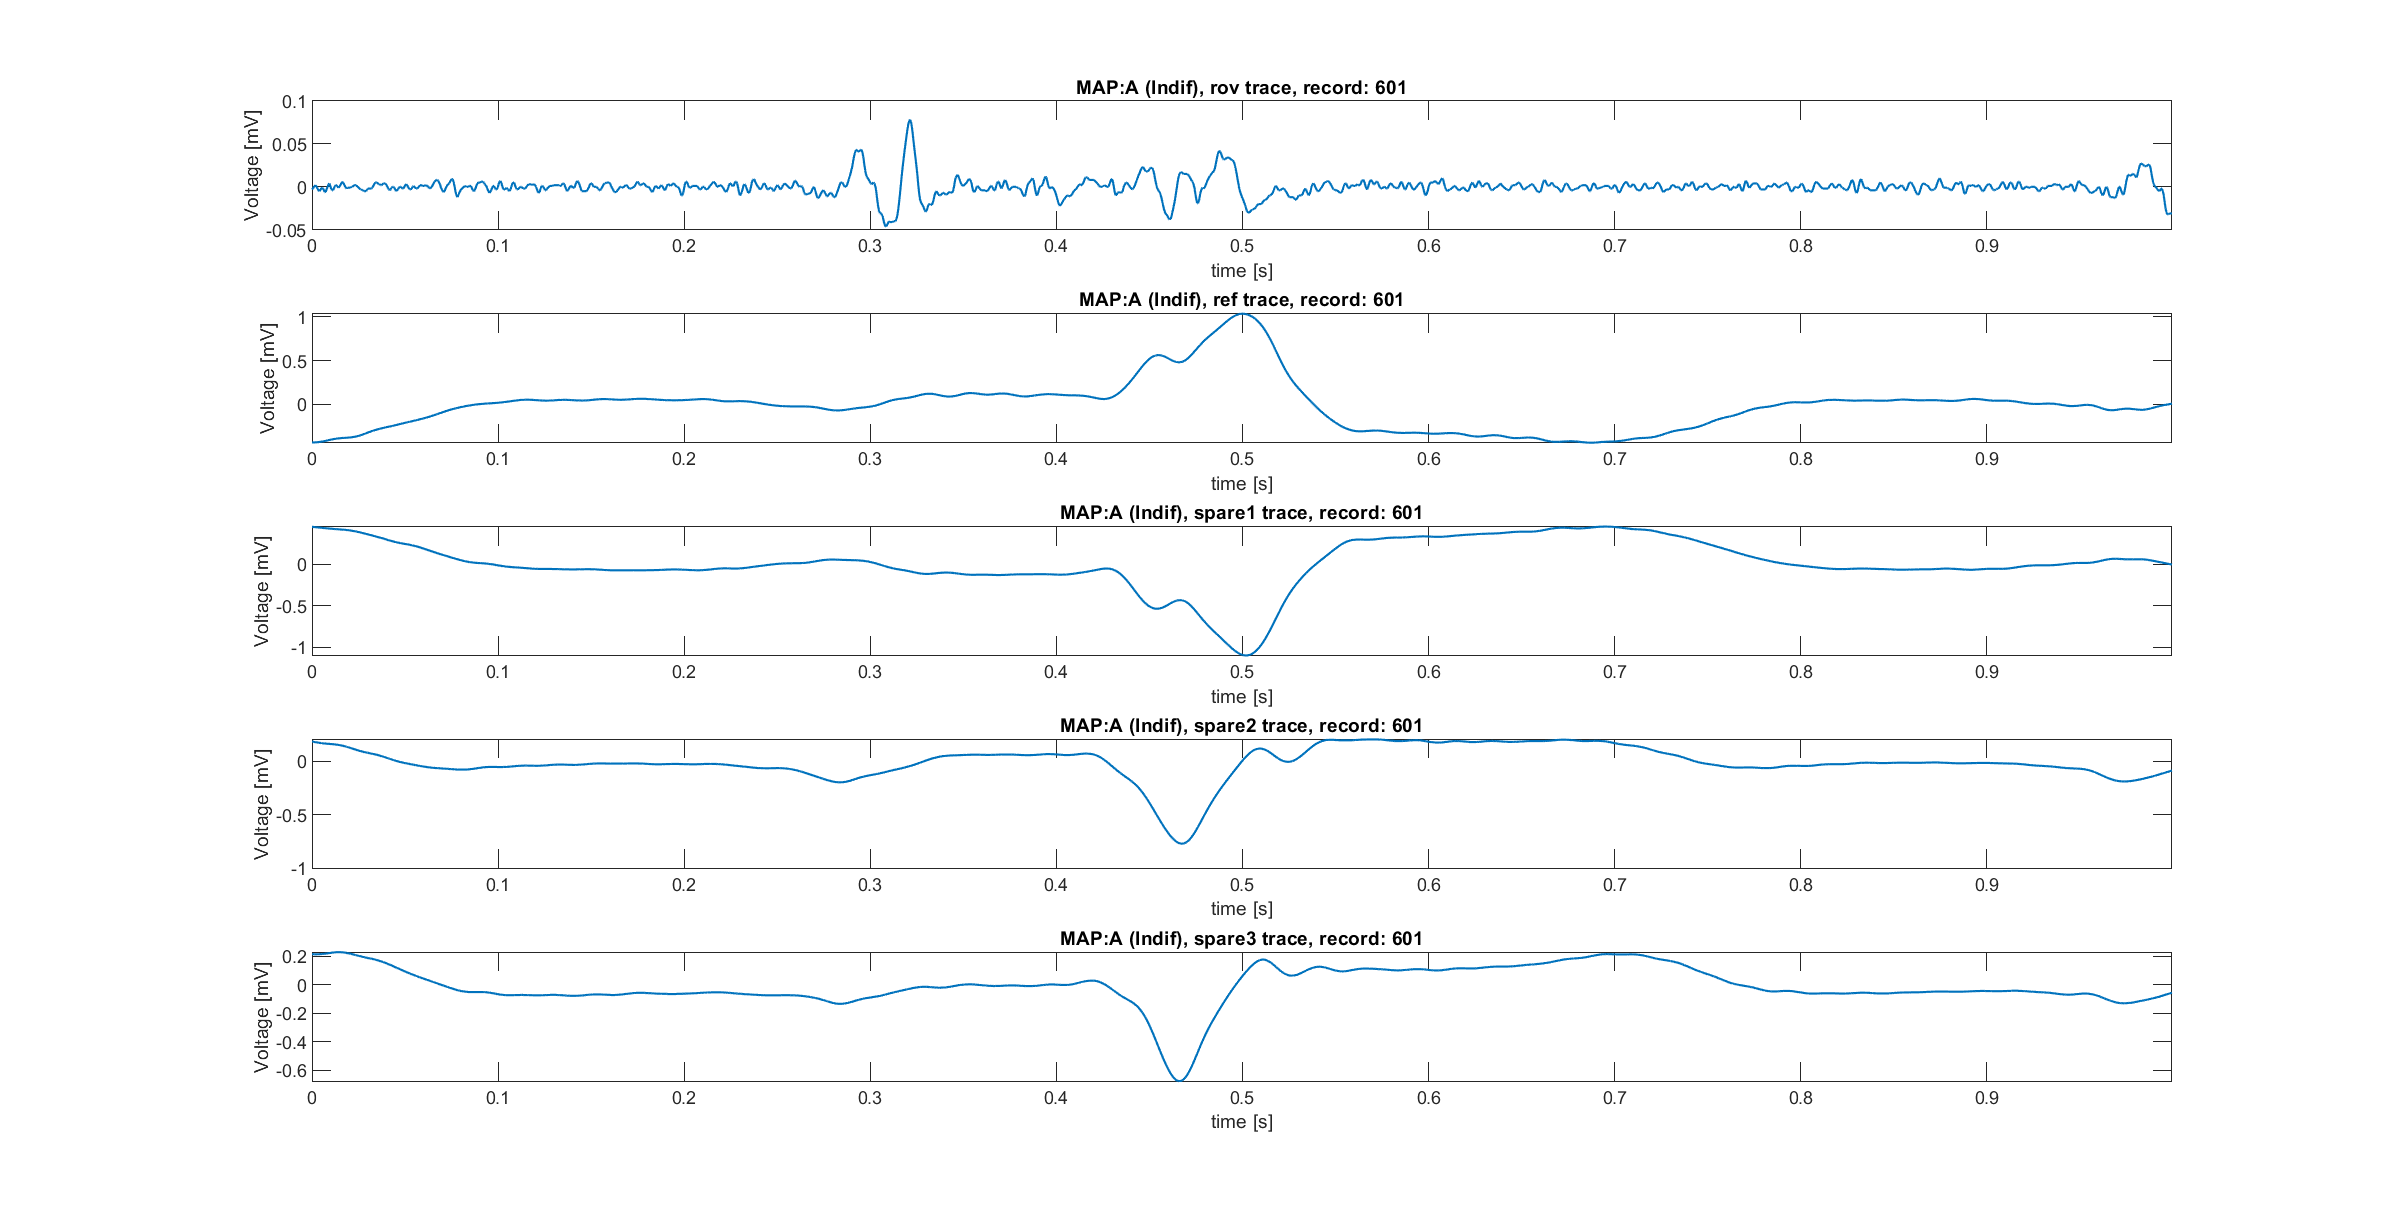 MAP:A (Indif), rov trace, record: 601
Voltage [mV]
0.1
0.05
0
-0.05
0 0.1 0.2 0.3 0.4 0.5 0.6 0.7 0.8 0.9
time [s]
MAP:A (Indif), ref trace, record: 601
Voltage [mV]
1
0.5
0
0 0.1 0.2 0.3 0.4 0.5 0.6 0.7 0.8 0.9
time [s]
MAP:A (Indif), spare1 trace, record: 601
Voltage [mV]
0
-0.5
-1
0 0.1 0.2 0.3 0.4 0.5 0.6 0.7 0.8 0.9
time [s]
MAP:A (Indif), spare2 trace, record: 601
Voltage [mV]
0
-0.5
-1
0 0.1 0.2 0.3 0.4 0.5 0.6 0.7 0.8 0.9
time [s]
MAP:A (Indif), spare3 trace, record: 601
Voltage [mV]
0.2
0
-0.2
-0.4
-0.6
0 0.1 0.2 0.3 0.4 0.5 0.6 0.7 0.8 0.9
time [s]